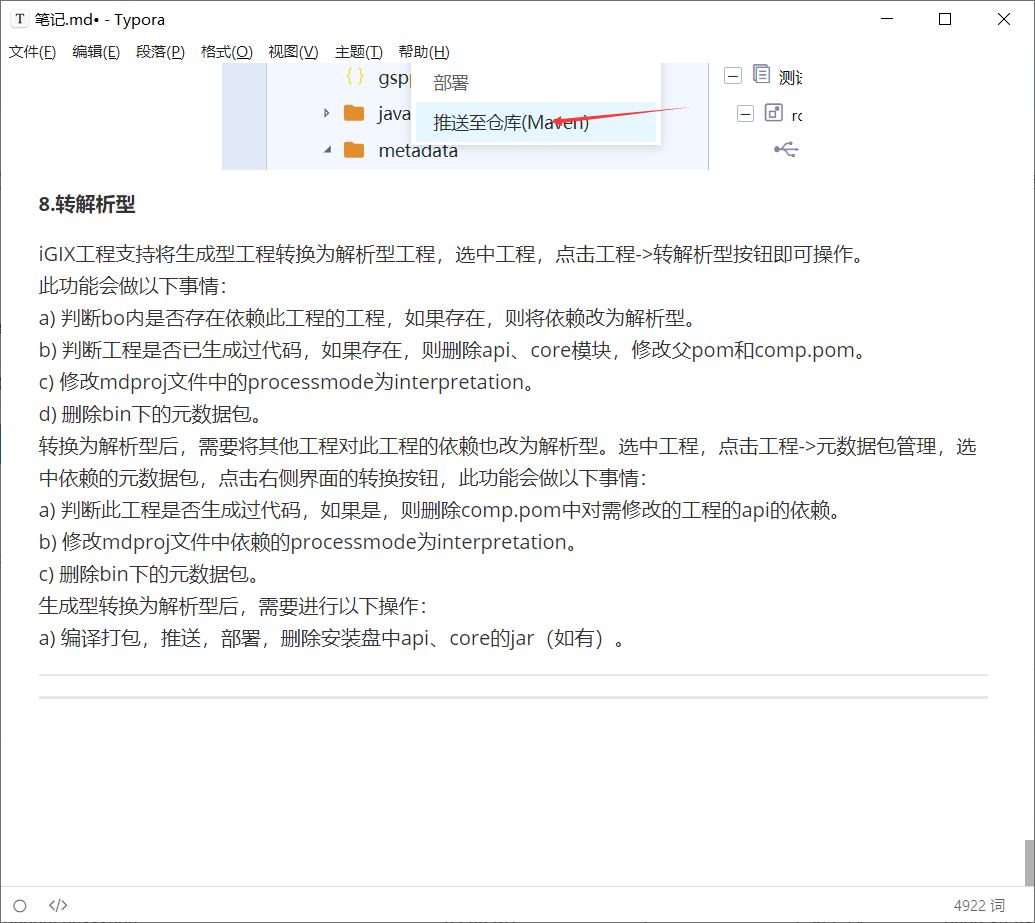 笔记.md• - Typora
文件(F) 编辑(E) 段落(P) 格式(O) 视图(V) 主题(T) 帮助(H)
部署
java
推送至仓库(Maven)
metadata
8.转解析型
iGIX工程支持将生成型工程转换为解析型工程，选中工程，点击工程->转解析型按钮即可操作。
此功能会做以下事情：
a) 判断bo内是否存在依赖此工程的工程，如果存在，则将依赖改为解析型。
b) 判断工程是否已生成过代码，如果存在，则删除api、core模块，修改父pom和comp.pom。
c) 修改mdproj文件中的processmode为interpretation。
d) 删除bin下的元数据包。
转换为解析型后，需要将其他工程对此工程的依赖也改为解析型。选中工程，点击工程->元数据包管理，选
中依赖的元数据包，点击右侧界面的转换按钮，此功能会做以下事情：
a) 判断此工程是否生成过代码，如果是，则删除comp.pom中对需修改的工程的api的依赖。
b) 修改mdproj文件中依赖的processmode为interpretation。
c) 删除bin下的元数据包。
生成型转换为解析型后，需要进行以下操作：
a) 编译打包，推送，部署，删除安装盘中api、core的jar（如有）。
4922 词